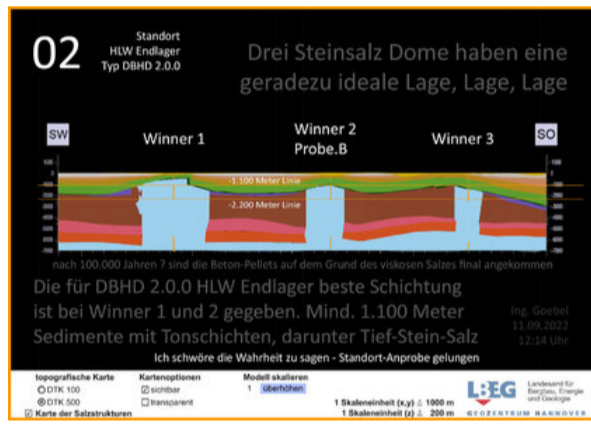 02
Standort
HLW Endlager
Typ DBHD 2.0.0
Drei Steinsalz Dome haben eine
geradezu ideale Lage, Lage, Lage
SW
Winner 1
Winner 2
Probe.B
Winner 3
SO
-1.100 Meter Linie
-2.200 Meter Linie
nach 100.000 Jahren ? sind die Beton-Pellets auf dem Grund des viskosen Salzes final angekommen
Die für DBHD 2.0.0 HLW Endlager beste Schichtung
ist bei Winner 1 und 2 gegeben. Mind. 1.100 Meter
Sedimente mit Tonschichten, darunter Tief-Stein-Salz
Ing. Goebel
11.09.2022
12:14 Uhr
Ich schwöre die Wahrheit zu sagen - Standort-Anprobe gelungen
topografische Karte
DTK 100
DTK 500
Karte der Salzstrukturen
Kartenoptionen
sichtbar
transparent
Modell skalieren
1 überhöhen
1 Skaleneinheit (x,y) ≙ 1000 m
1 Skaleneinheit (z) ≙ 200 m
LBEG
Landesamt für
Bergbau, Energie
und Geologie
GEOZENTRUM HANNOVER